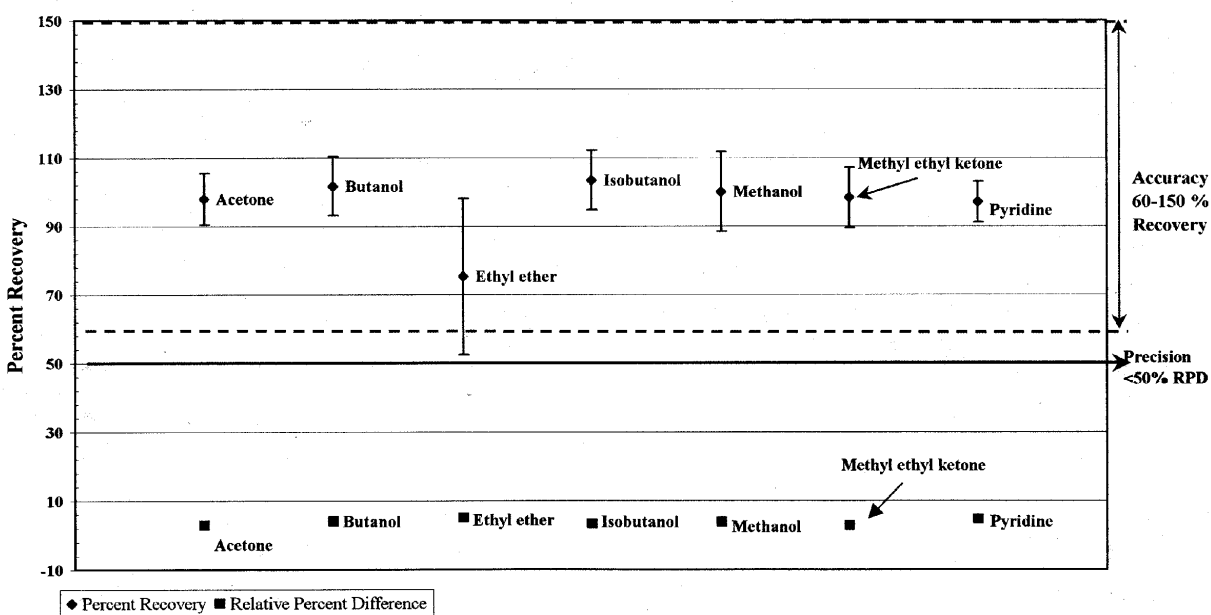 150
130
110
90
70
50
30
10
-10
Percent Recovery
Acetone
Butanol
Ethyl ether
Isobutanol
Methanol
Methyl ethyl ketone
Pyridine
Accuracy
60-150 %
Recovery
Precision
<50% RPD
Methyl ethyl ketone
Acetone
Butanol
Ethyl ether
Isobutanol
Methanol
Pyridine
Percent Recovery Relative Percent Difference